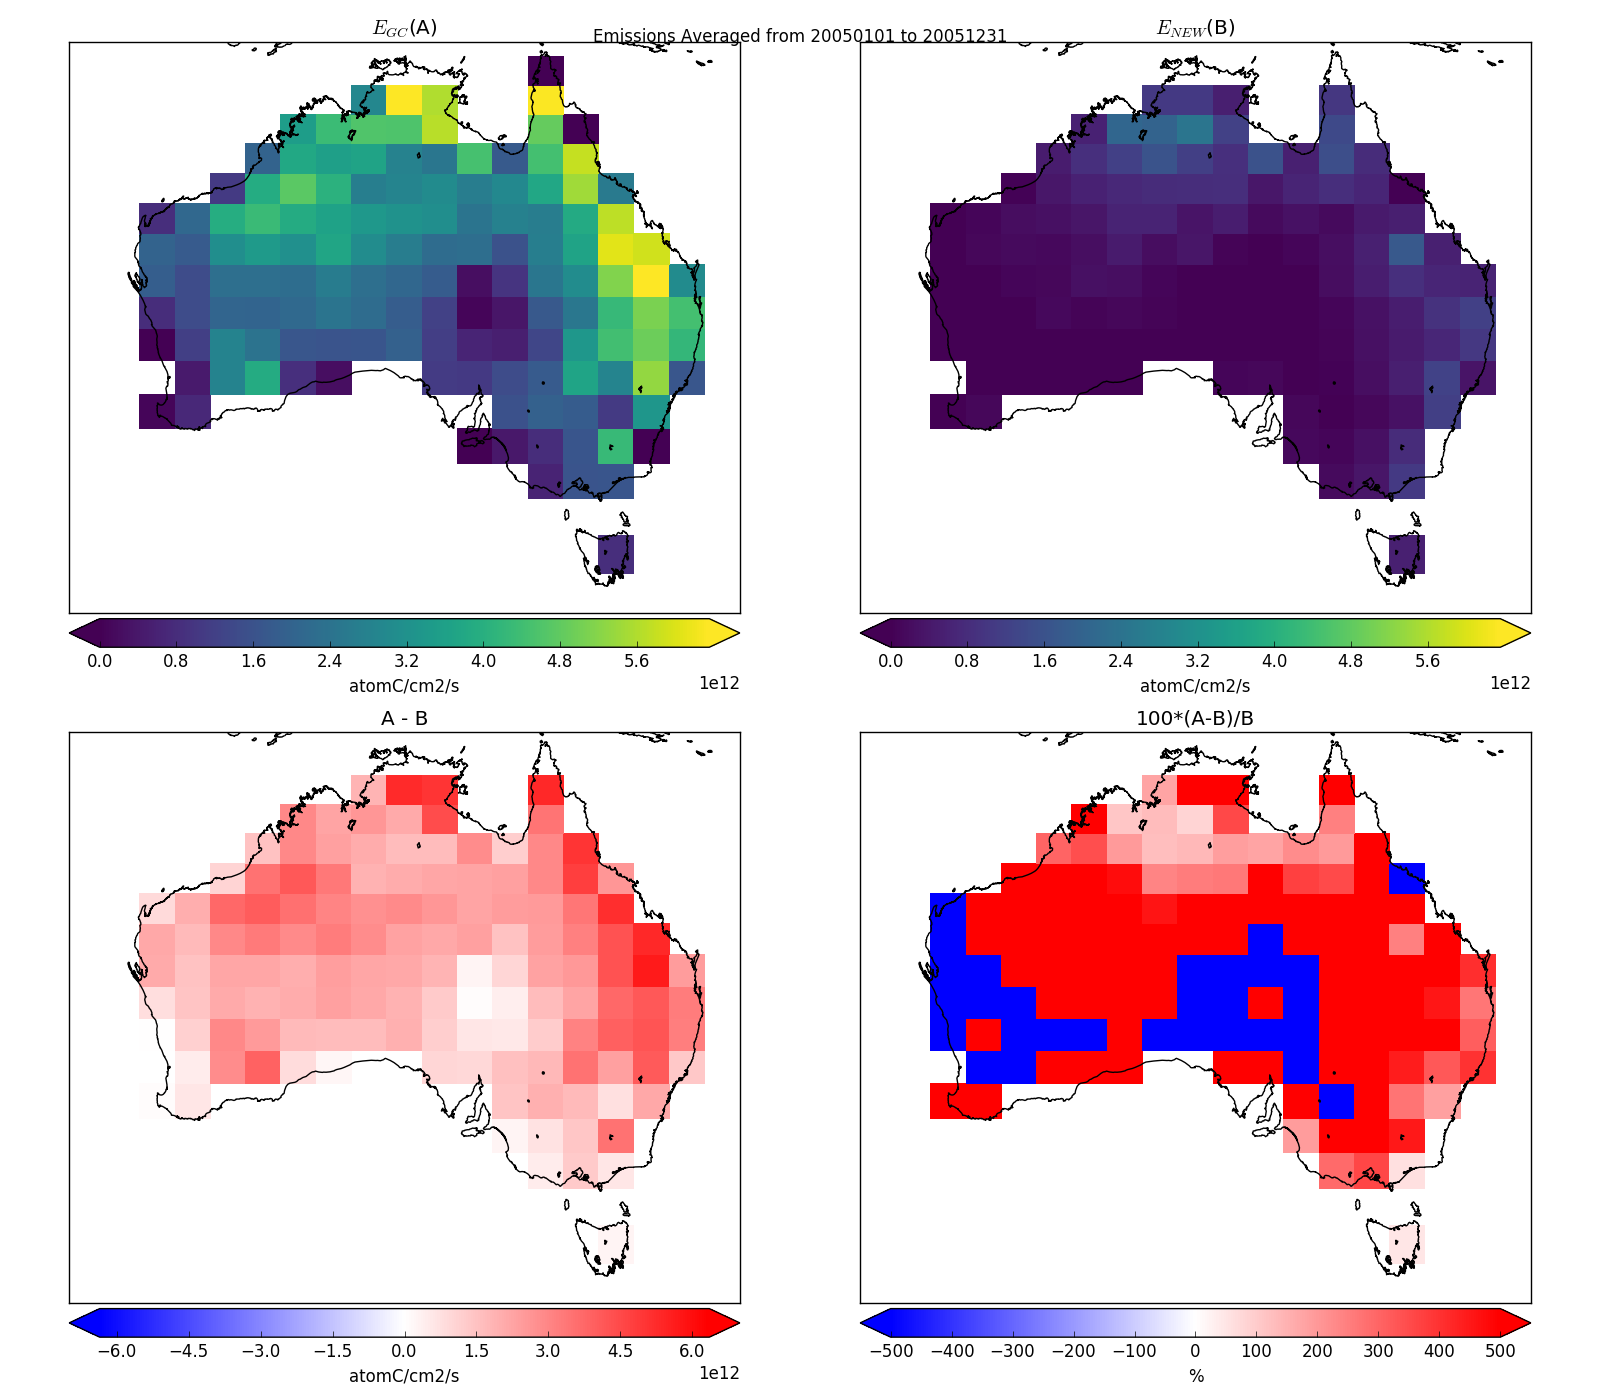 E_GC(A)
E_NEW(B)
Emissions Averaged from 20050101 to 20051231
0.0 0.8 1.6 2.4 3.2 4.0 4.8 5.6
atomC/cm2/s
1e12
0.0 0.8 1.6 2.4 3.2 4.0 4.8 5.6
atomC/cm2/s
1e12
A - B
100*(A-B)/B
−6.0 −4.5 −3.0 −1.5 0.0 1.5 3.0 4.5 6.0
atomC/cm2/s
1e12
−500 −400 −300 −200 −100 0 100 200 300 400 500
%